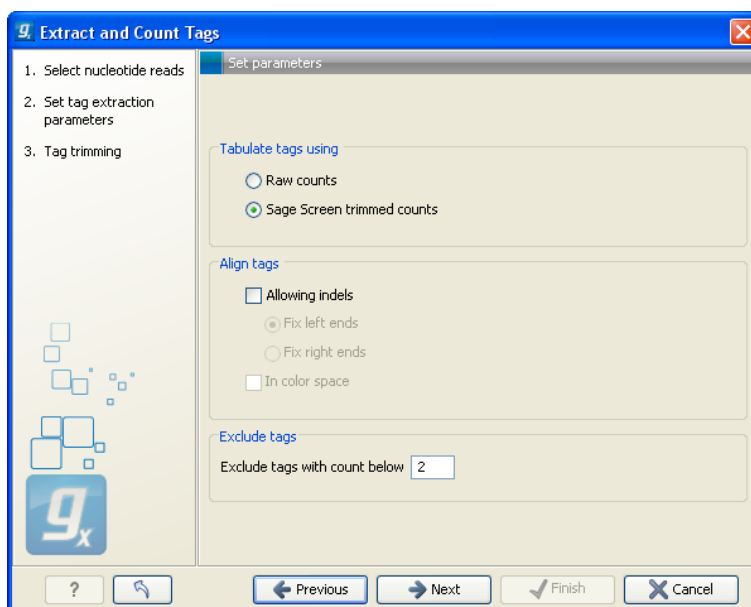 Extract and Count Tags
1. Select nucleotide reads
2. Set tag extraction
parameters
3. Tag trimming
Set parameters
Tabulate tags using
Raw counts
Sage Screen trimmed counts
Align tags
Allowing indels
Fix left ends
Fix right ends
In color space
Exclude tags
Exclude tags with count below 2
gx
? Previous Next Finish Cancel